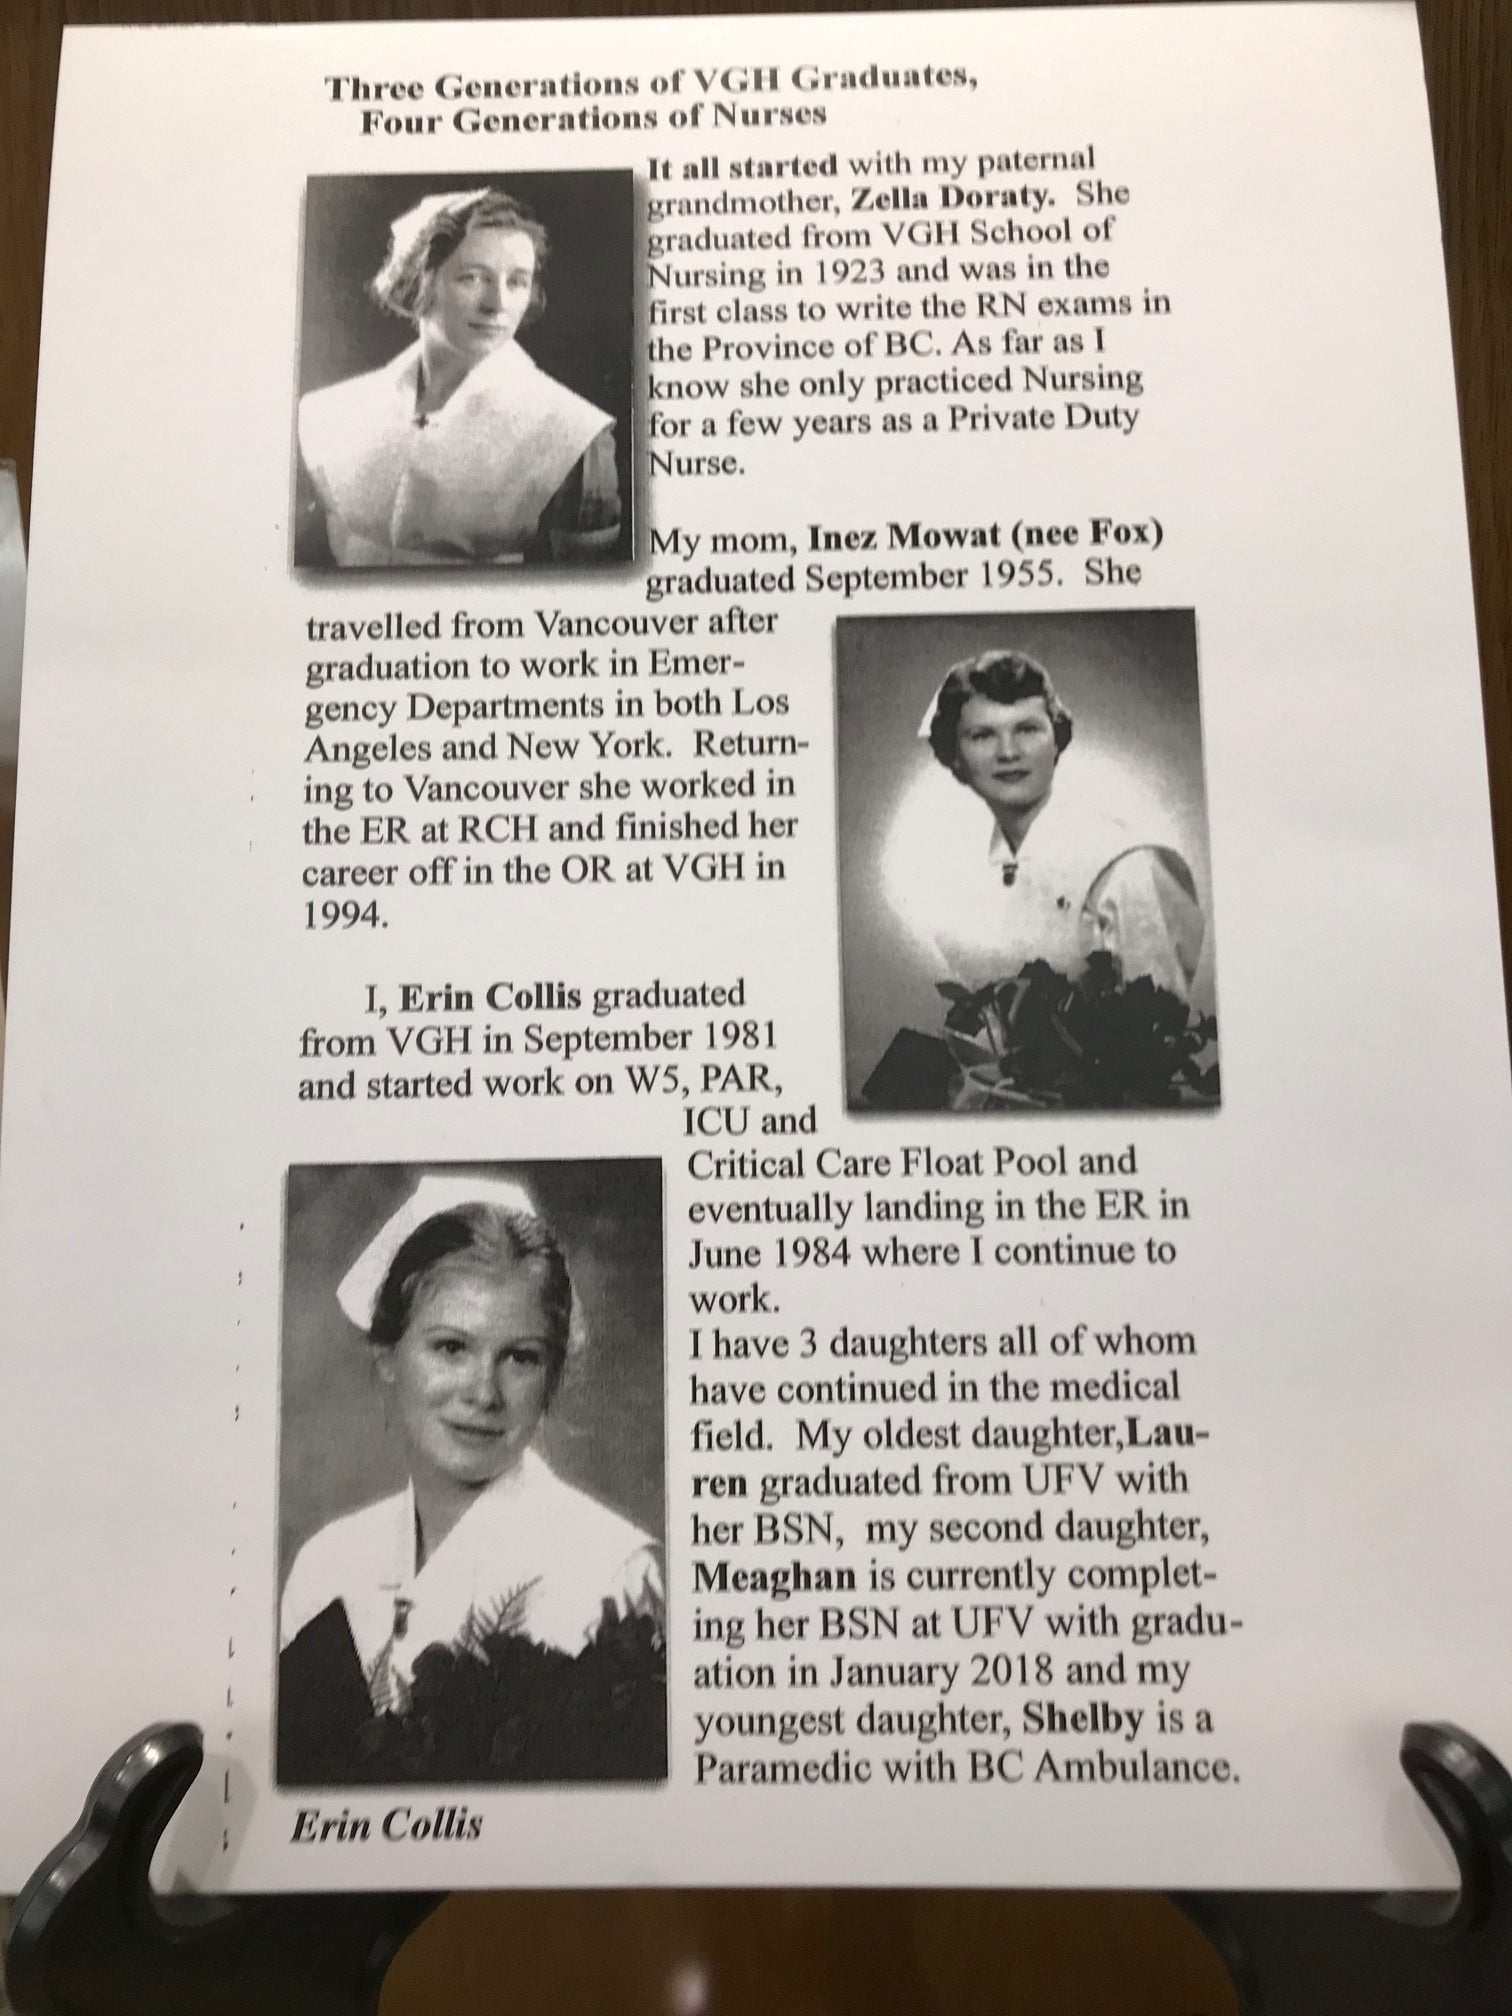 Three Generations of VGH Graduates,
Four Generations of Nurses
It all started with my paternal
grandmother, Zella Doraty. She
graduated from VGH School of
Nursing in 1923 and was in the
first class to write the RN exams in
the Province of BC. As far as I
know she only practiced Nursing
for a few years as a Private Duty
Nurse.
My mom, Inez Mowat (nee Fox)
graduated September 1955. She
travelled from Vancouver after
graduation to work in Emer-
gency Departments in both Los
Angeles and New York. Return-
ing to Vancouver she worked in
the ER at RCH and finished her
career off in the OR at VGH in
1994.
I, Erin Collis graduated
from VGH in September 1981
and started work on W5, PAR,
ICU and
Critical Care Float Pool and
eventually landing in the ER in
June 1984 where I continue to
work.
I have 3 daughters all of whom
have continued in the medical
field. My oldest daughter,Lau-
ren graduated from UFV with
her BSN, my second daughter,
Meaghan is currently complet-
ing her BSN at UFV with gradu-
ation in January 2018 and my
youngest daughter, Shelby is a
Paramedic with BC Ambulance.
Erin Collis